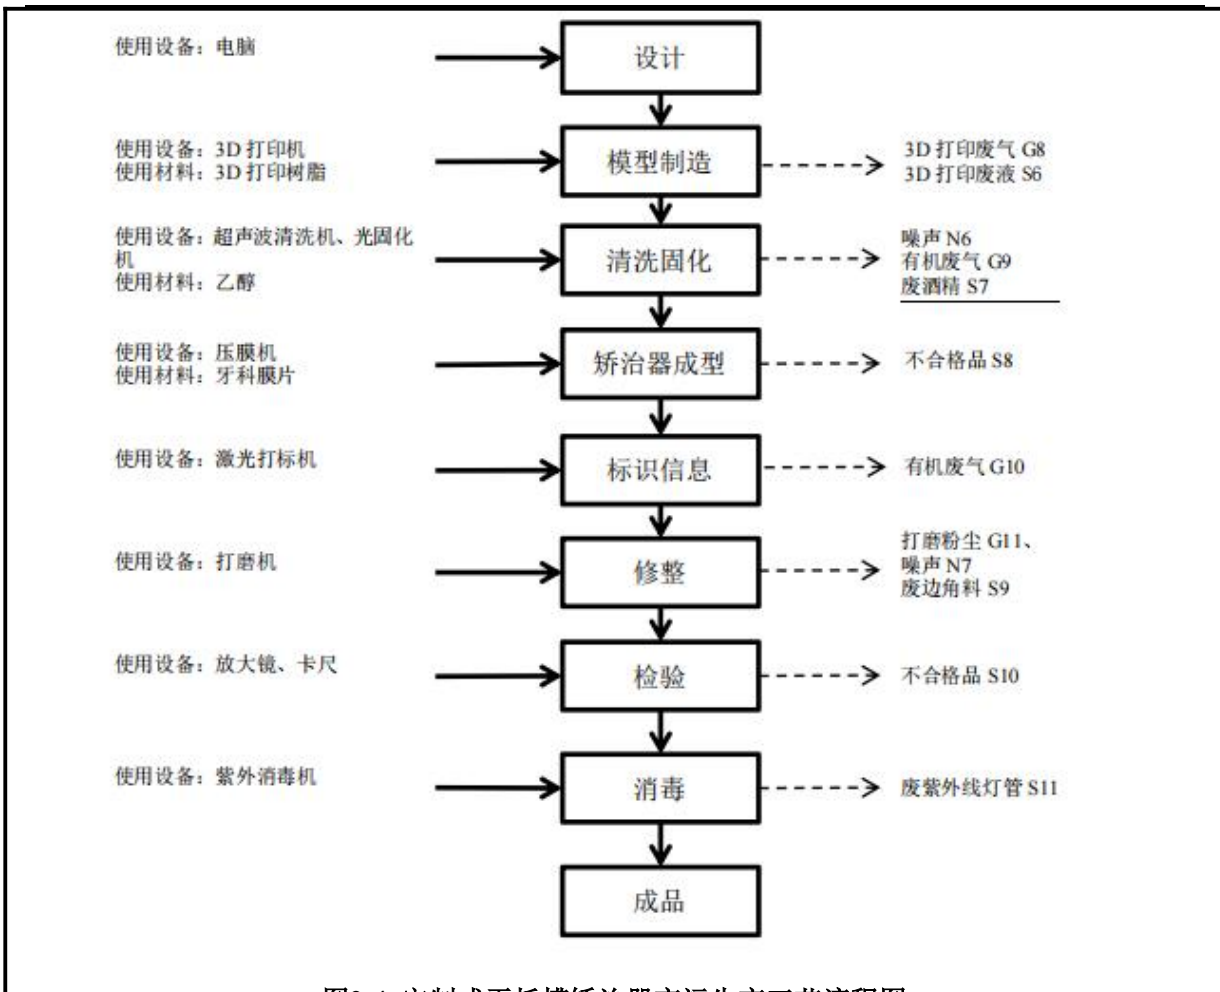 使用设备：电脑
设计
使用设备：3D 打印机
使用材料：3D 打印树脂
模型制造
3D 打印废气 G8
3D 打印废液 S6
使用设备：超声波清洗机、光固化
机
使用材料：乙醇
清洗固化
噪声 N6
有机废气 G9
废酒精 S7
使用设备：压膜机
使用材料：牙科膜片
矫治器成型
不合格品 S8
使用设备：激光打标机
标识信息
有机废气 G10
使用设备：打磨机
修整
打磨粉尘 G11、
噪声 N7
废边角料 S9
使用设备：放大镜、卡尺
检验
不合格品 S10
使用设备：紫外消毒机
消毒
废紫外线灯管 S11
成品